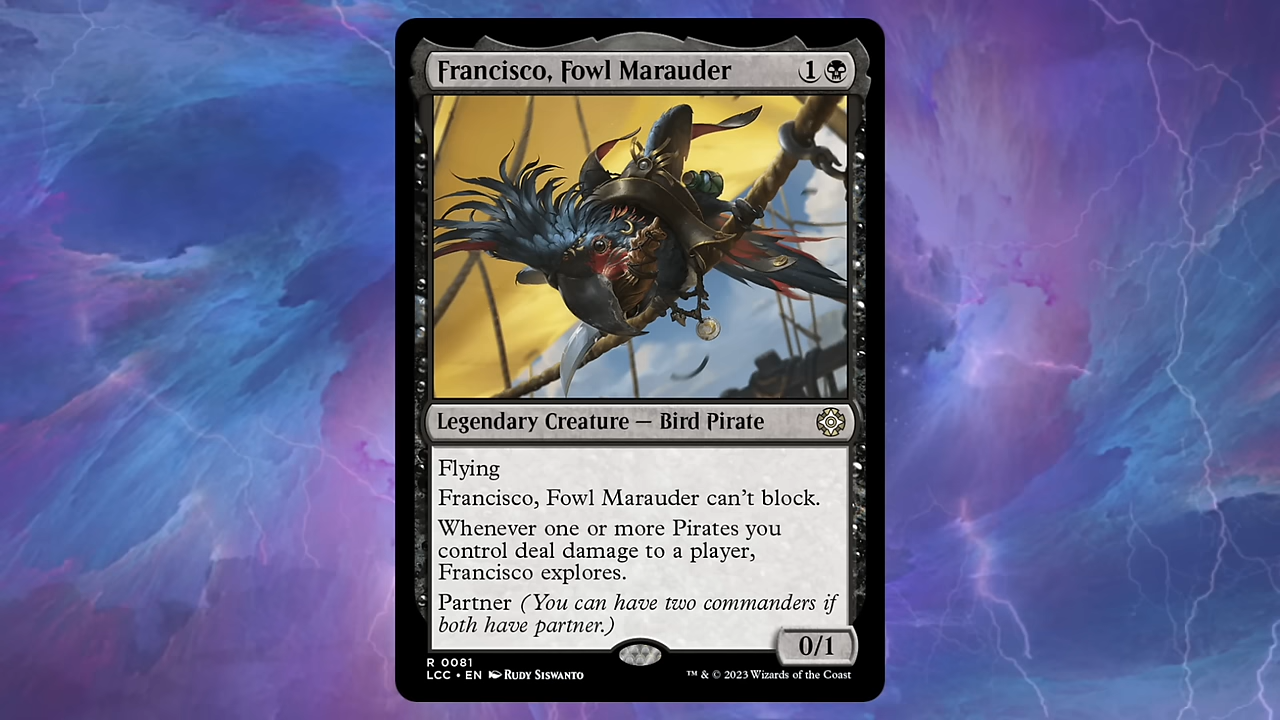 Francisco, Fowl Marauder 1
Legendary Creature — Bird Pirate
Flying
Francisco, Fowl Marauder can't block.
Whenever one or more Pirates you
control deal damage to a player,
Francisco explores.
Partner (You can have two commanders if
both have partner.)
0/1
R 0081
LCC • EN Rudy Siswanto
™ & © 2023 Wizards of the Coast